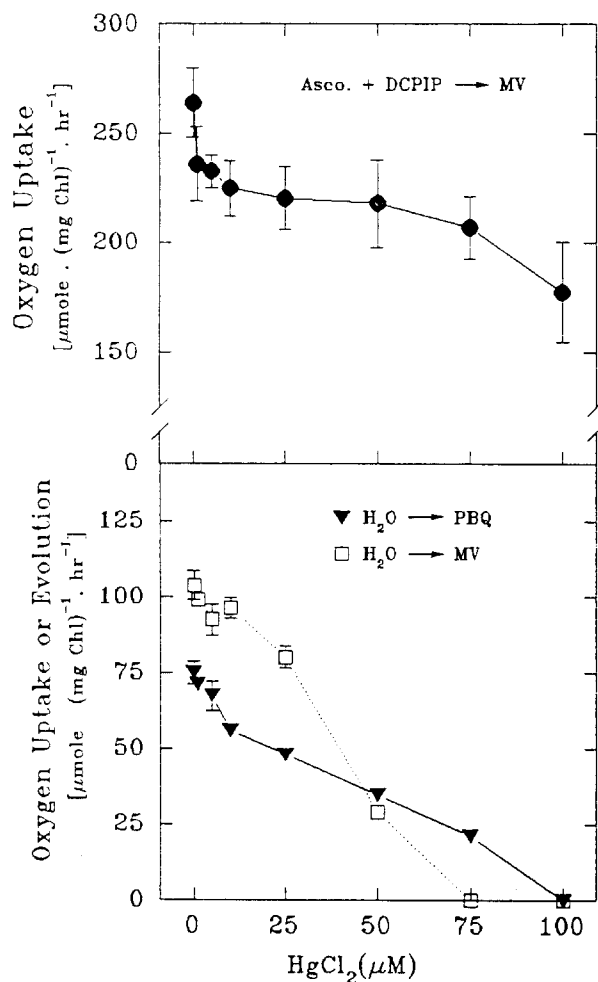 300
250
200
150
0
Oxygen Uptake
[μmole . (mg Chl)⁻¹. hr⁻¹]
Asco. + DCPIP → MV
125
100
75
50
25
0
Oxygen Uptake or Evolution
[μmole (mg Chl)⁻¹. hr⁻¹]
▼ H₂O → PBQ
□ H₂O → MV
0 25 50 75 100
HgCl₂(μM)